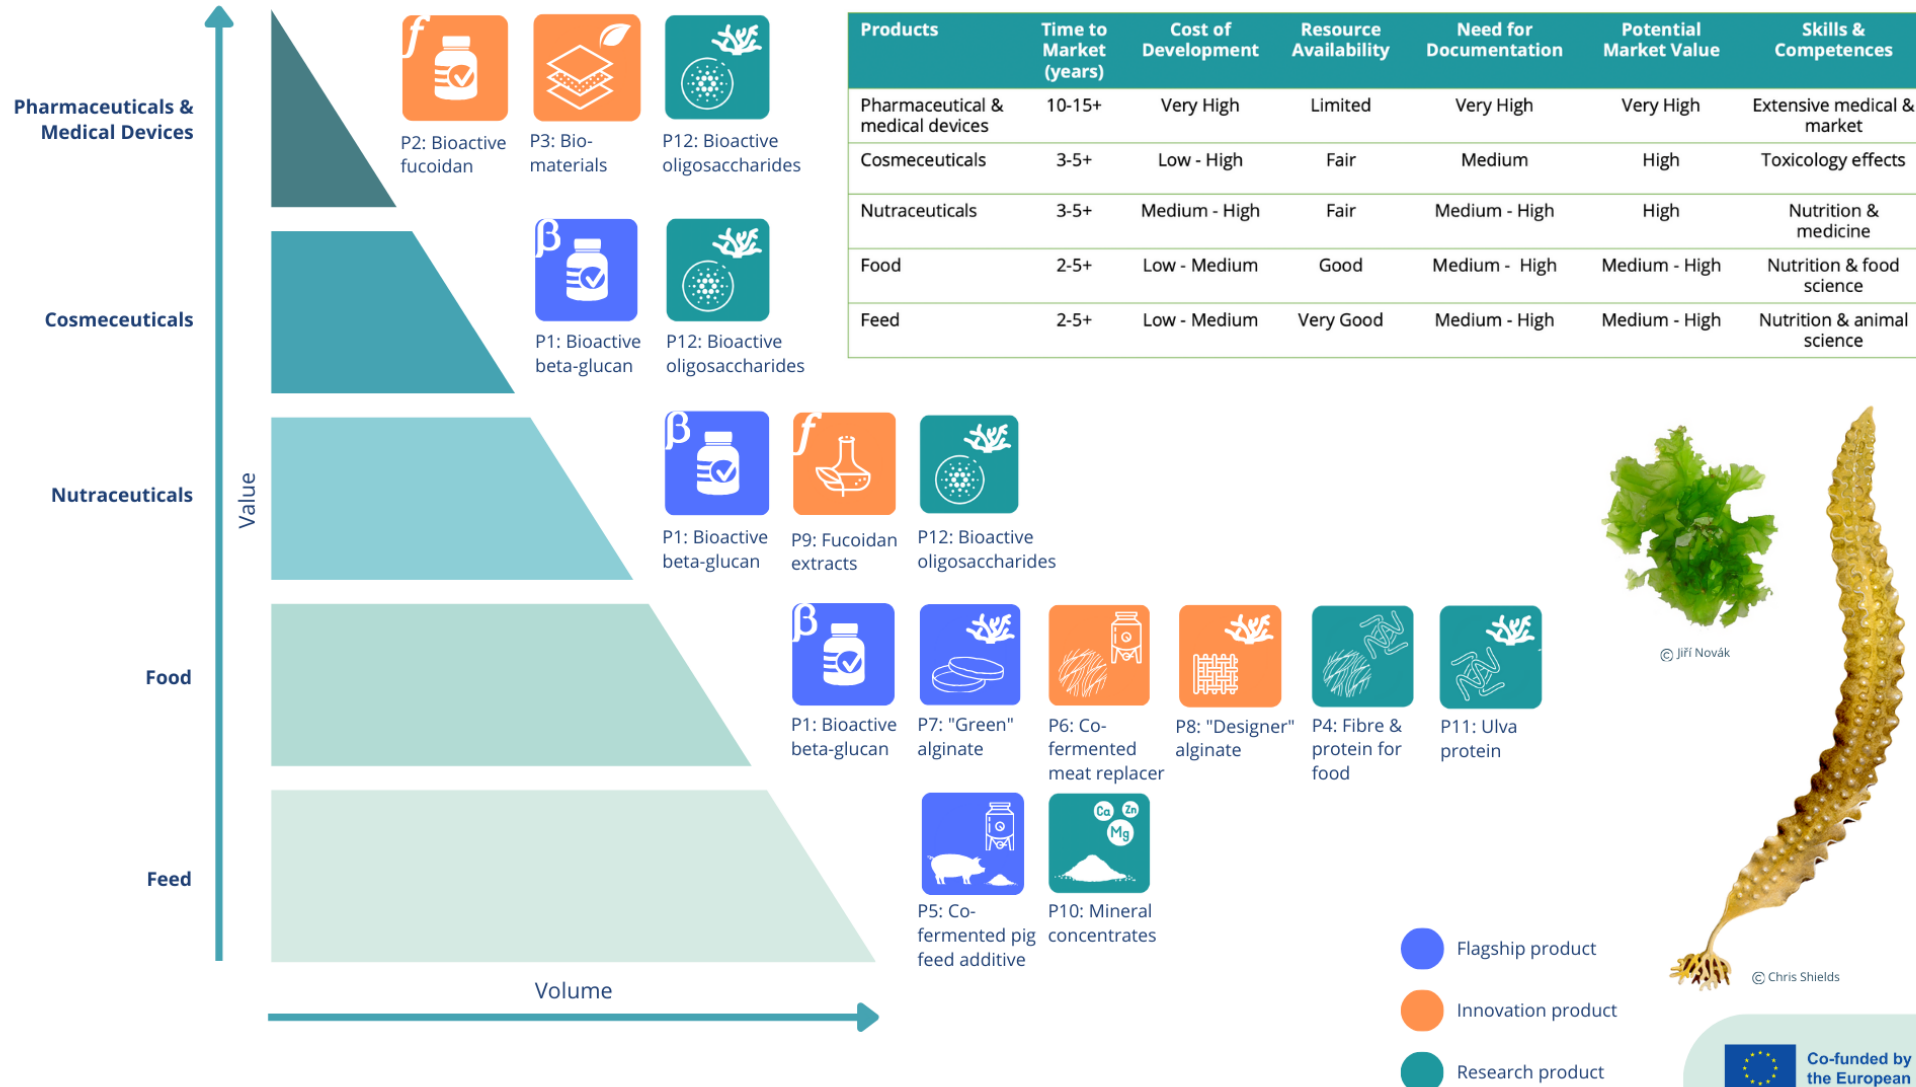 Pharmaceuticals &
Medical Devices
Cosmeceuticals
Nutraceuticals
Food
Feed
Value
Volume
f
P2: Bioactive
fucoidan
P3: Bio-
materials
P12: Bioactive
oligosaccharides
β
P1: Bioactive
beta-glucan
P12: Bioactive
oligosaccharides
β
P1: Bioactive
beta-glucan
f
P9: Fucoidan
extracts
P12: Bioactive
oligosaccharides
β
P1: Bioactive
beta-glucan
P7: "Green"
alginate
P6: Co-
fermented
meat replacer
P8: "Designer"
alginate
P4: Fibre &
protein for
food
P11: Ulva
protein
P5: Co-
fermented pig
feed additive
Ca Zn
Mg
P10: Mineral
concentrates
Products
Time to
Market
(years)
Cost of
Development
Resource
Availability
Need for
Documentation
Potential
Market Value
Skills &
Competences
Pharmaceutical &
medical devices
10-15+
Very High
Limited
Very High
Very High
Extensive medical &
market
Cosmeceuticals
3-5+
Low - High
Fair
Medium
High
Toxicology effects
Nutraceuticals
3-5+
Medium - High
Fair
Medium - High
High
Nutrition &
medicine
Food
2-5+
Low - Medium
Good
Medium - High
Medium - High
Nutrition & food
science
Feed
2-5+
Low - Medium
Very Good
Medium - High
Medium - High
Nutrition & animal
science
© Jiří Novák
© Chris Shields
Flagship product
Innovation product
Research product
Co-funded by
the European